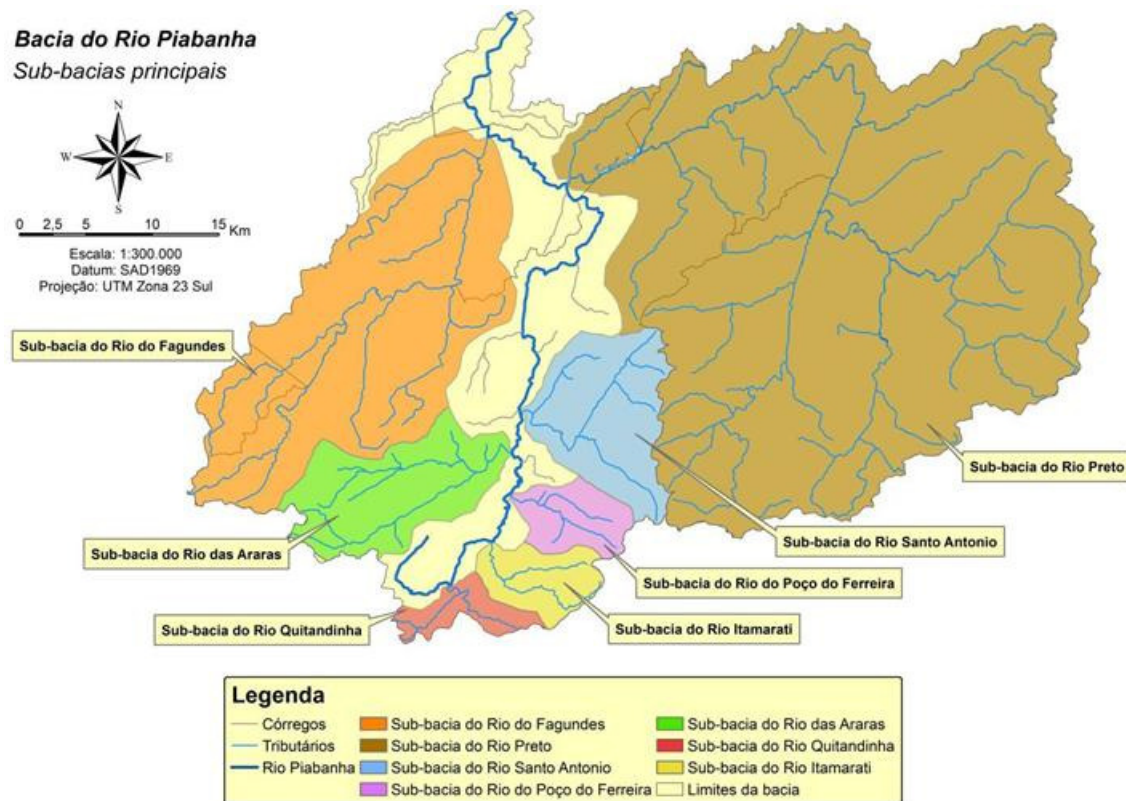 Bacia do Rio Piabanha
Sub-bacias principais
N
W E
S
0 2,5 5 10 15 Km
Escala: 1:300.000
Datum: SAD1969
Projeção: UTM Zona 23 Sul
Sub-bacia do Rio do Fagundes
Sub-bacia do Rio Preto
Sub-bacia do Rio Santo Antonio
Sub-bacia do Rio das Araras
Sub-bacia do Rio do Poço do Ferreira
Sub-bacia do Rio Quitandinha
Sub-bacia do Rio Itamarati
Legenda
Córregos
Tributários
Rio Piabanha
Sub-bacia do Rio do Fagundes
Sub-bacia do Rio Preto
Sub-bacia do Rio Santo Antonio
Sub-bacia do Rio do Poço do Ferreira
Sub-bacia do Rio das Araras
Sub-bacia do Rio Quitandinha
Sub-bacia do Rio Itamarati
Limites da bacia